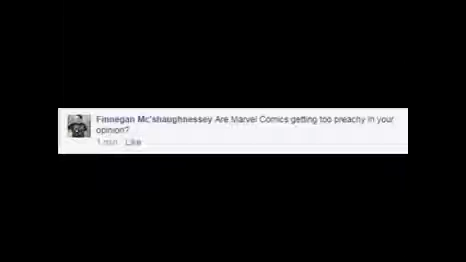 Finnegan Mc'shaughnessey Are Marvel Comics getting too preachy in your
opinion?
1 min · Like